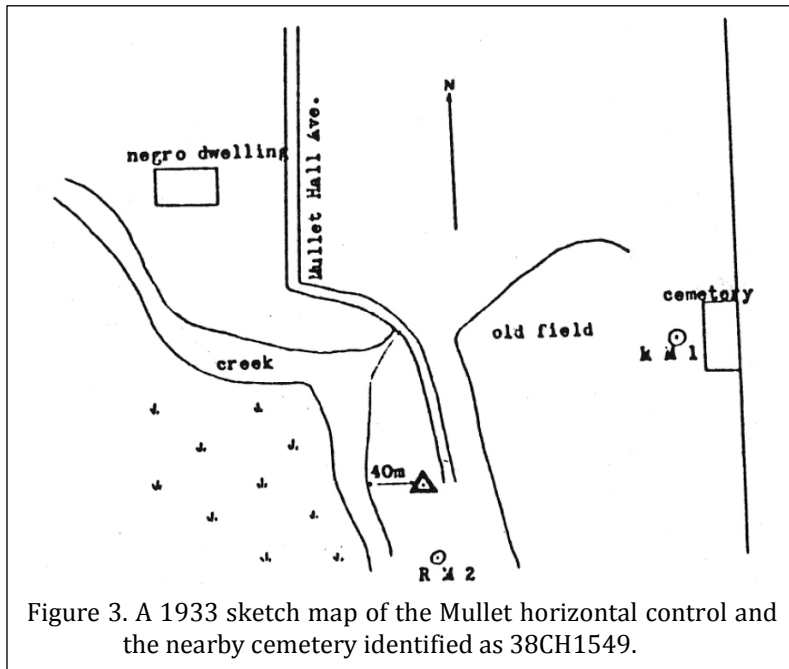 N
Mullet Hall Ave.
negro dwelling
cemetory
old field
R M 1
creek
40m
R M 2
Figure 3. A 1933 sketch map of the Mullet horizontal control and
the nearby cemetery identified as 38CH1549.